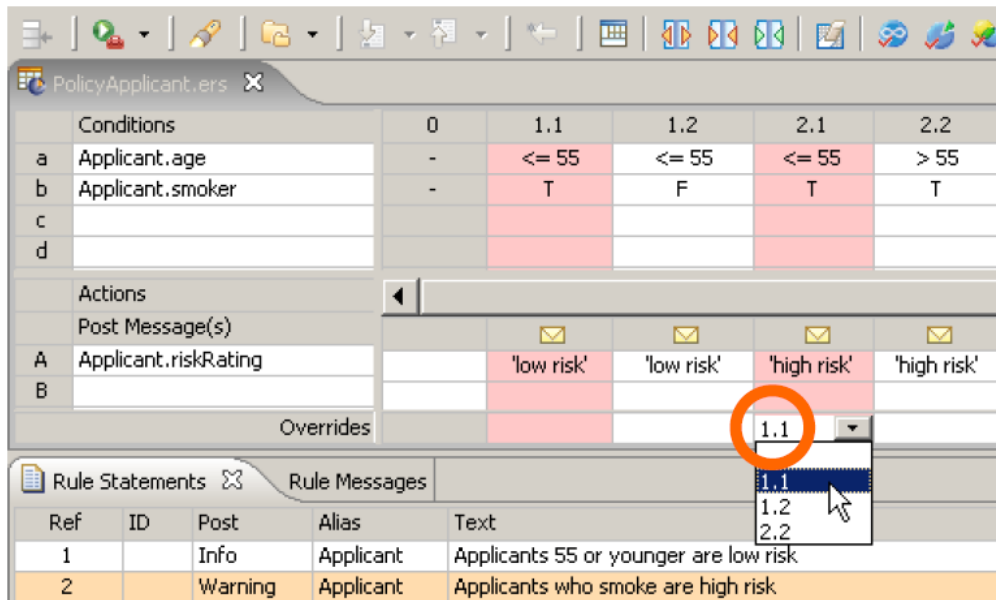 PolicyApplicant.ers
Conditions 0 1.1 1.2 2.1 2.2
a Applicant.age - <= 55 <= 55 <= 55 > 55
b Applicant.smoker - T F T T
c
d
Actions
Post Message(s)
A Applicant.riskRating 'low risk' 'low risk' 'high risk' 'high risk'
B
Overrides 1.1
1.1
1.2
2.2
Rule Statements Rule Messages
Ref ID Post Alias Text
1 Info Applicant Applicants 55 or younger are low risk
2 Warning Applicant Applicants who smoke are high risk